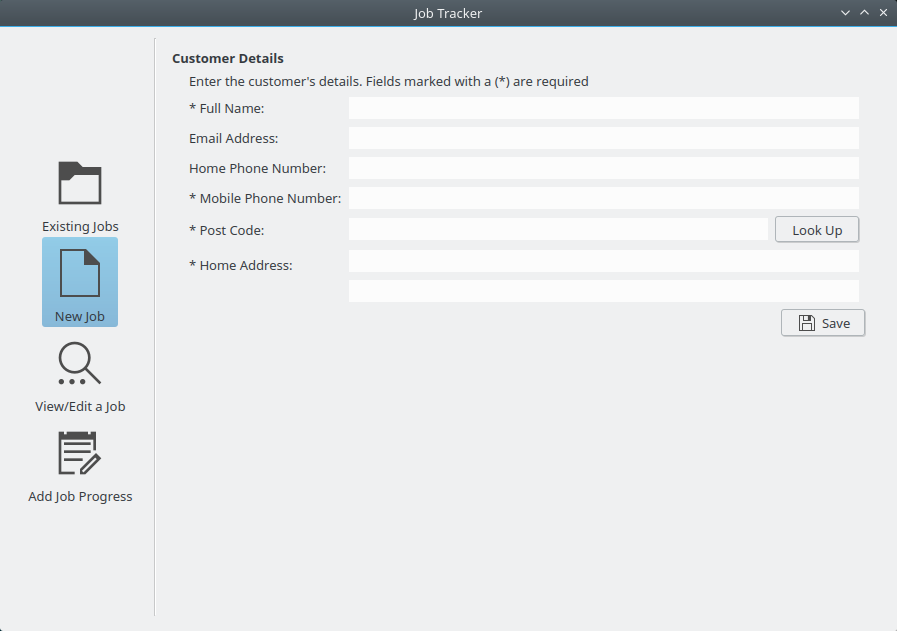 Job Tracker
Existing Jobs
New Job
View/Edit a Job
Add Job Progress
Customer Details
Enter the customer's details. Fields marked with a (*) are required
* Full Name:
Email Address:
Home Phone Number:
* Mobile Phone Number:
* Post Code:
Look Up
* Home Address:
Save